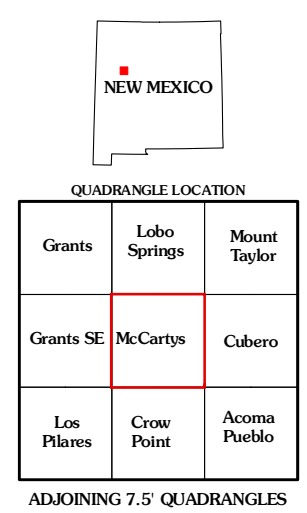 NEW MEXICO
QUADRANGLE LOCATION
Grants
Lobo
Springs
Mount
Taylor
Grants SE
McCartys
Cubero
Los
Pilares
Crow
Point
Acoma
Pueblo
ADJOINING 7.5' QUADRANGLES